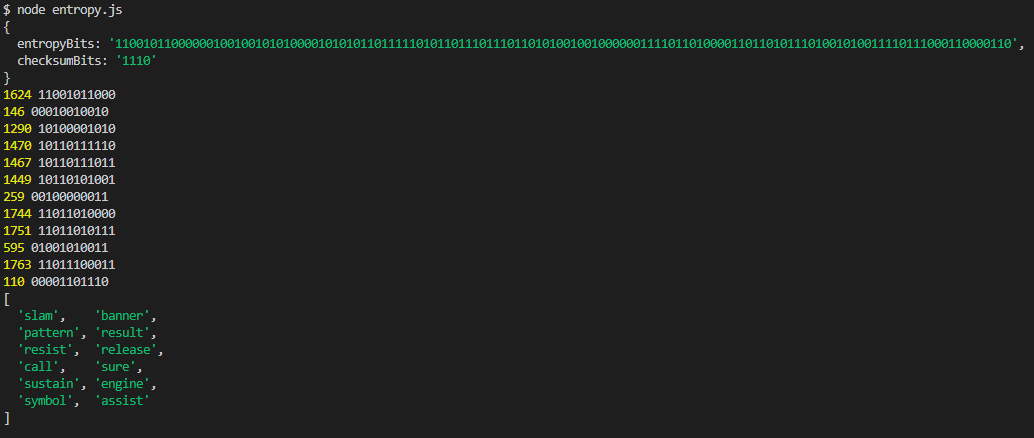 $ node entropy.js
{
  entropyBits: '11001011000000100100101010000101010110111110101101110111011010100100100000011110110100001101101011101001010011110111000110000110',
  checksumBits: '1110'
}
1624 11001011000
146 00010010010
1290 10100001010
1470 10110111110
1467 10110111011
1449 10110101001
259 00100000011
1744 11011010000
1751 11011010111
595 01001010011
1763 11011100011
110 00001101110
[
  'slam',    'banner',
  'pattern', 'result',
  'resist',  'release',
  'call',    'sure',
  'sustain', 'engine',
  'symbol',  'assist'
]